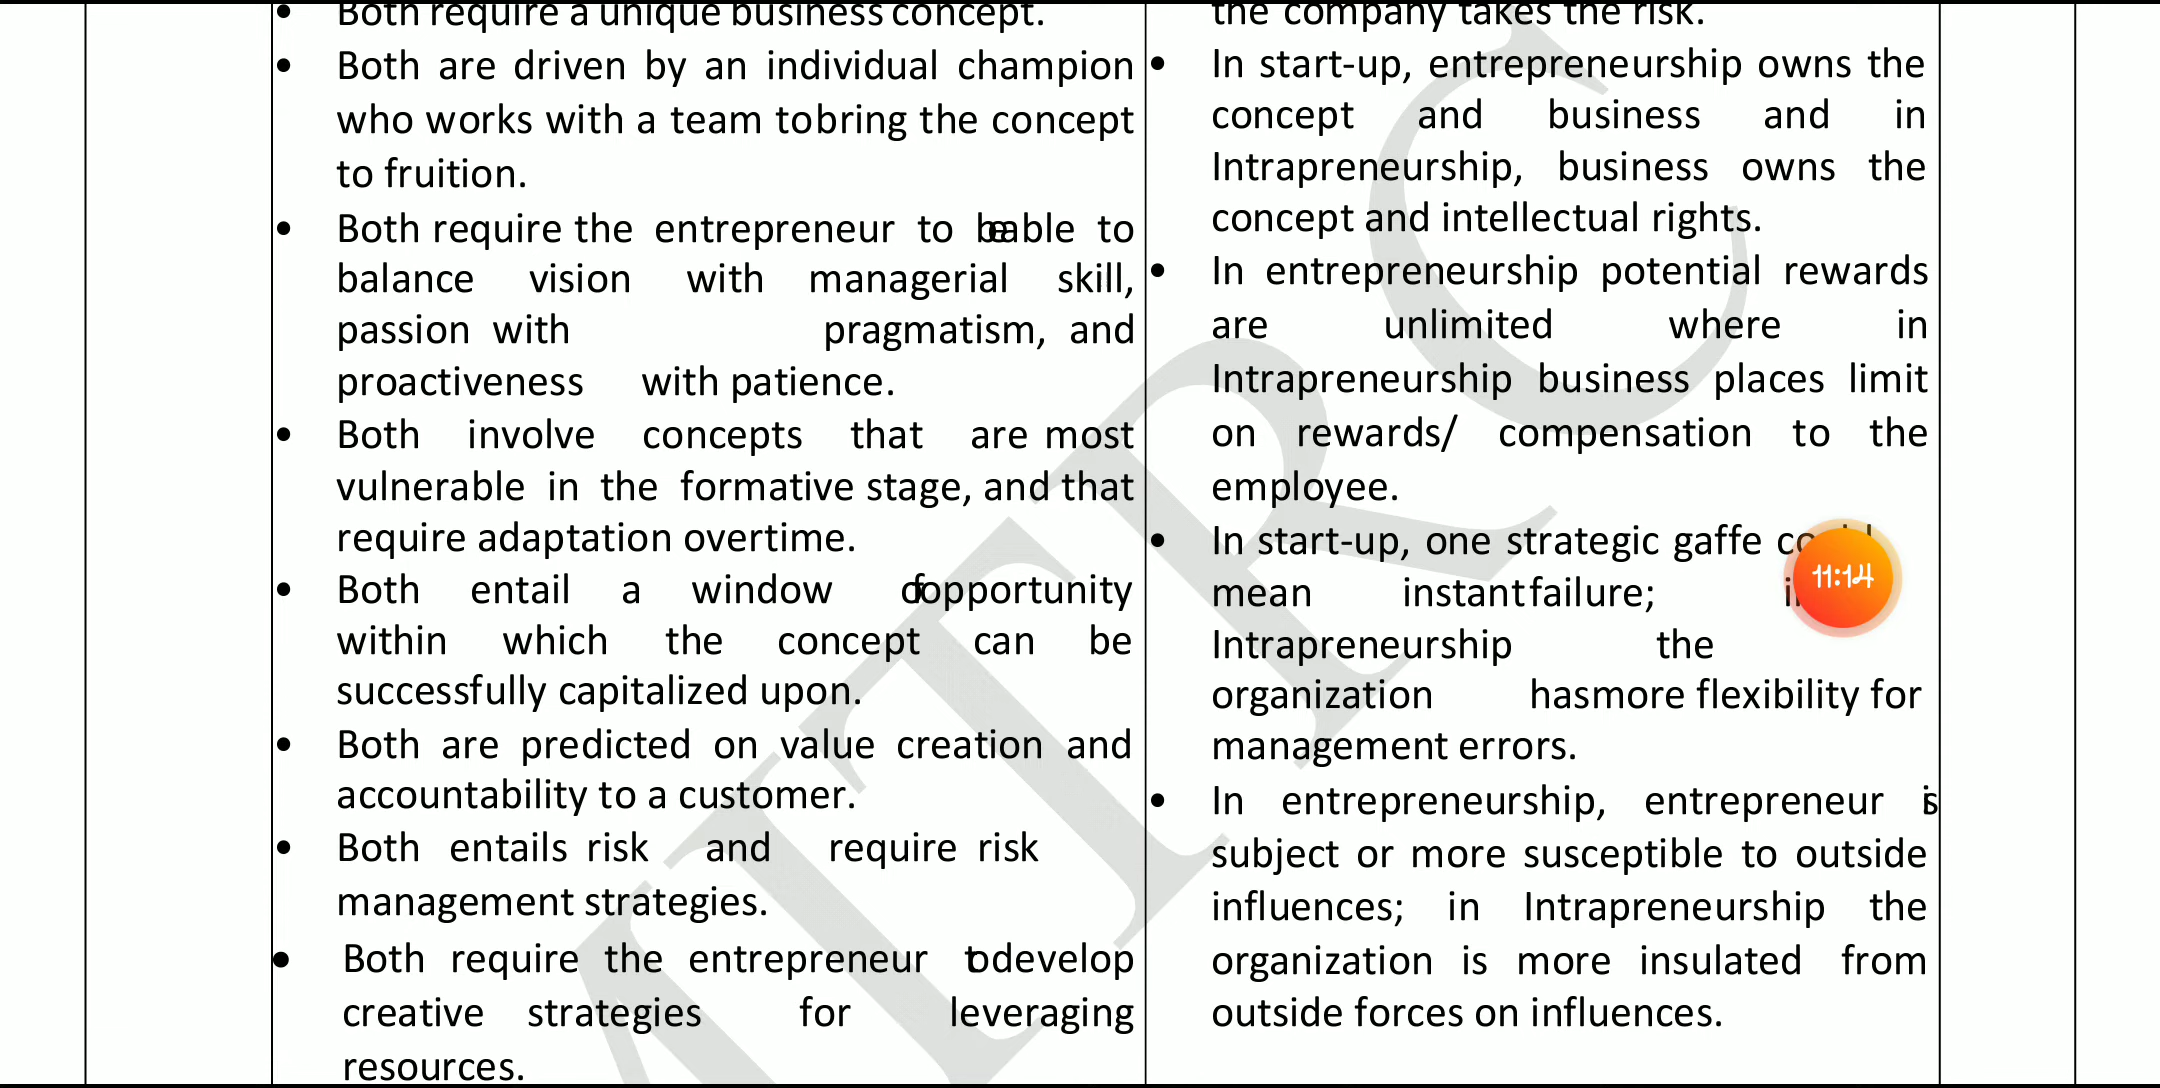 • Both require a unique business concept.
• Both are driven by an individual champion
who works with a team tobring the concept
to fruition.
• Both require the entrepreneur to beable to
balance vision with managerial skill,
passion with pragmatism, and
proactiveness with patience.
• Both involve concepts that are most
vulnerable in the formative stage, and that
require adaptation overtime.
• Both entail a window ofopportunity
within which the concept can be
successfully capitalized upon.
• Both are predicted on value creation and
accountability to a customer.
• Both entails risk and require risk
management strategies.
• Both require the entrepreneur todevelop
creative strategies for leveraging
resources.
the company takes the risk.
• In start-up, entrepreneurship owns the
concept and business and in
Intrapreneurship, business owns the
concept and intellectual rights.
• In entrepreneurship potential rewards
are unlimited where in
Intrapreneurship business places limit
on rewards/ compensation to the
employee.
• In start-up, one strategic gaffe
mean instantfailure;
Intrapreneurship the
organization hasmore flexibility for
management errors.
• In entrepreneurship, entrepreneur is
subject or more susceptible to outside
influences; in Intrapreneurship the
organization is more insulated from
outside forces on influences.
11:14
MTRC